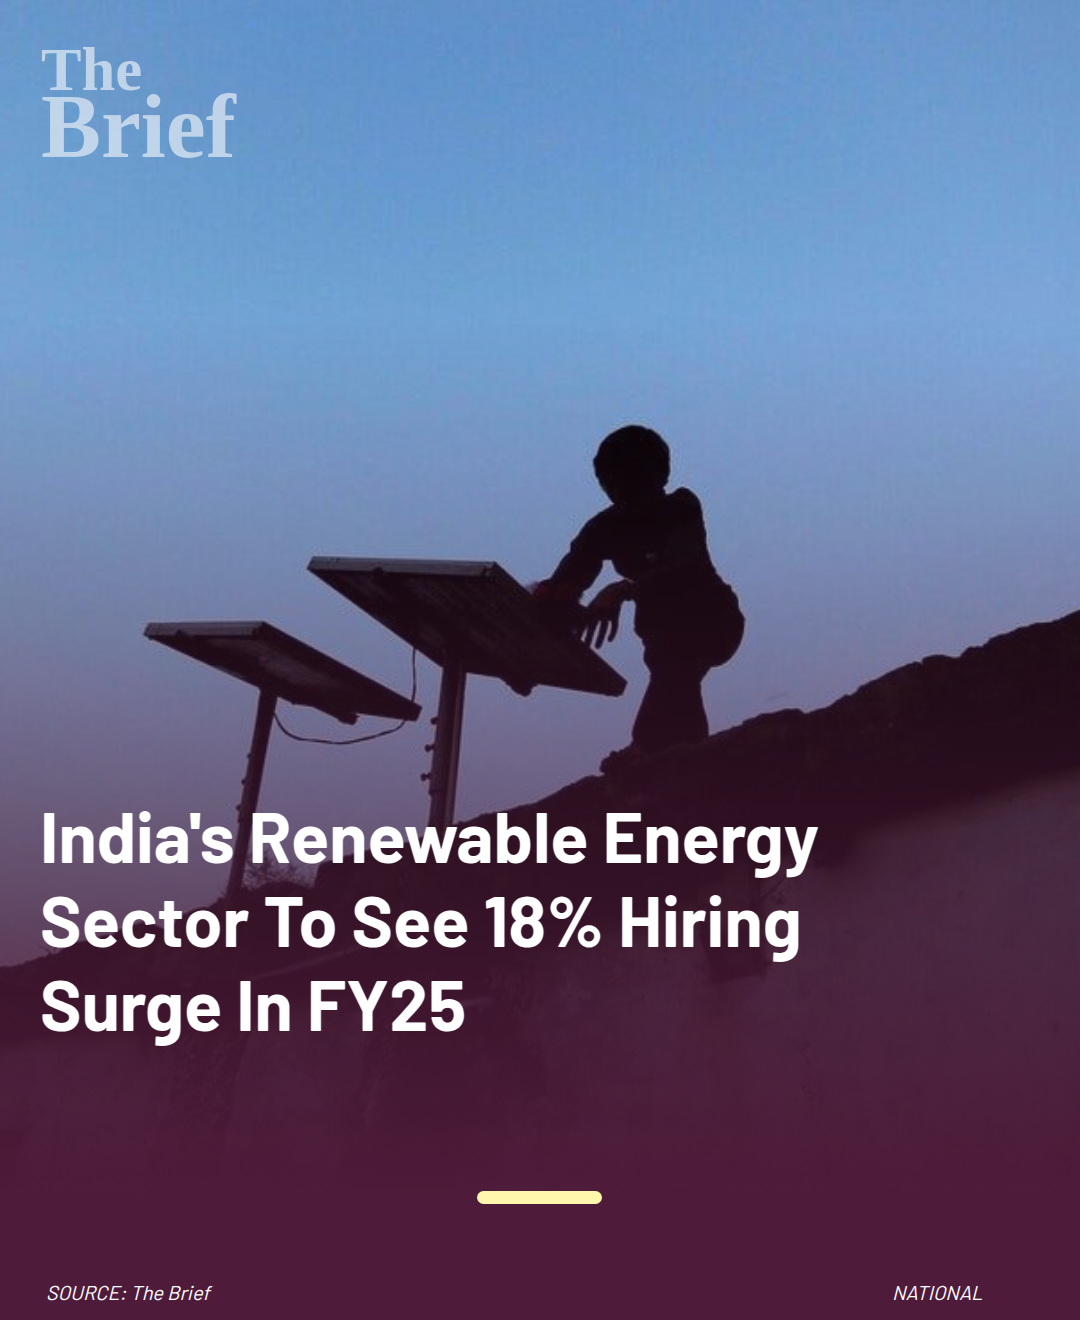 The
Brief
India's Renewable Energy
Sector To See 18% Hiring
Surge In FY25
SOURCE: The Brief
NATIONAL